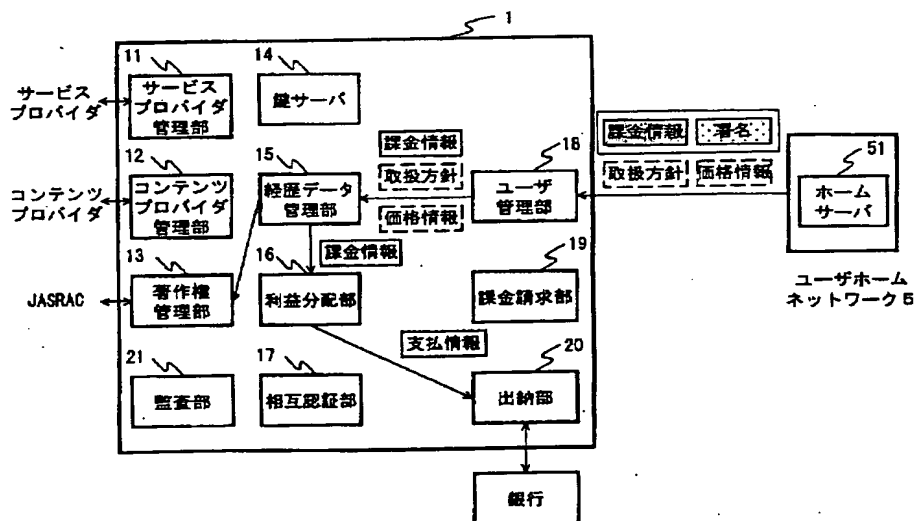 1
11
サービス
プロバイダ
管理部
サービス
プロバイダ
14
鍵サーバ
12
コンテンツ
プロバイダ
管理部
コンテンツ
プロバイダ
15
経歴データ
管理部
課金情報
取扱方針
価格情報
18
ユーザ
管理部
課金情報
署名
取扱方針
価格情報
51
ホーム
サーバ
ユーザホーム
ネットワーク5
13
著作権
管理部
JASRAC
課金情報
16
利益分配部
19
課金請求部
支払情報
21
監査部
17
相互認証部
20
出納部
銀行